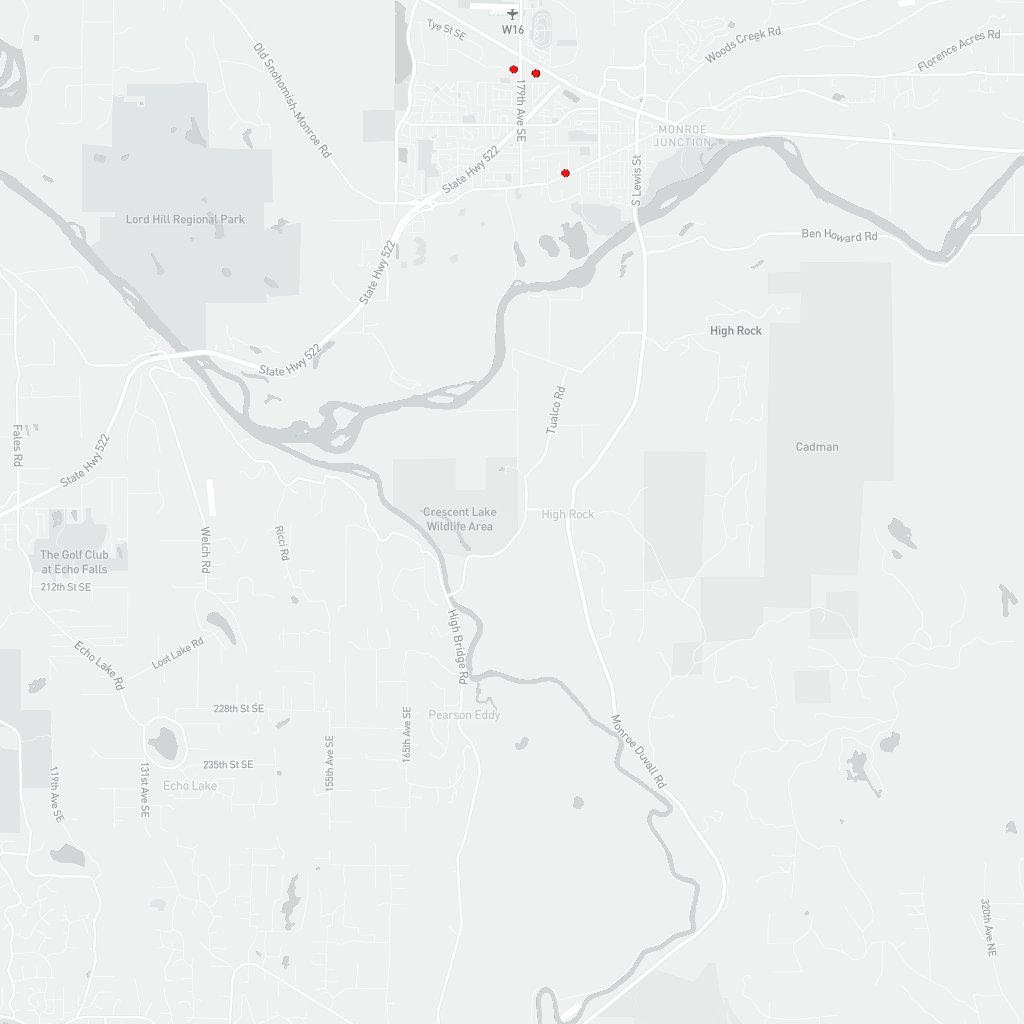 W16
Tye St SE
Woods Creek Rd
Florence Acres Rd
Old Snohomish-Monroe Rd
179th Ave SE
MONROE
JUNCTION
State Hwy 522
S Lewis St
Lord Hill Regional Park
Ben Howard Rd
State Hwy 522
High Rock
State Hwy 522
Tualco Rd
Fales Rd
State Hwy 522
Cadman
Crescent Lake
Wildlife Area
High Rock
Welch Rd
Ricci Rd
The Golf Club
at Echo Falls
212th St SE
High Bridge Rd
Echo Lake Rd
Lost Lake Rd
228th St SE
165th Ave SE
Pearson Eddy
Monroe Duvall Rd
155th Ave SE
235th St SE
131st Ave SE
119th Ave SE
Echo Lake
320th Ave NE